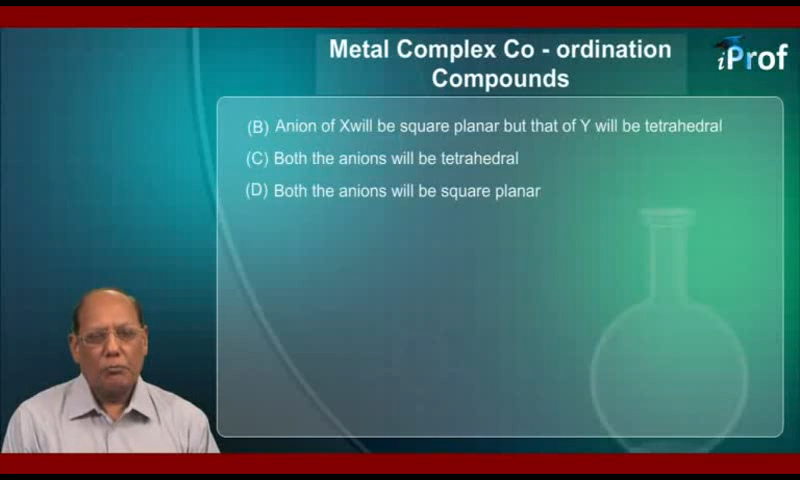 Metal Complex Co - ordination
Compounds
iProf
(B) Anion of Xwill be square planar but that of Y will be tetrahedral
(C) Both the anions will be tetrahedral
(D) Both the anions will be square planar